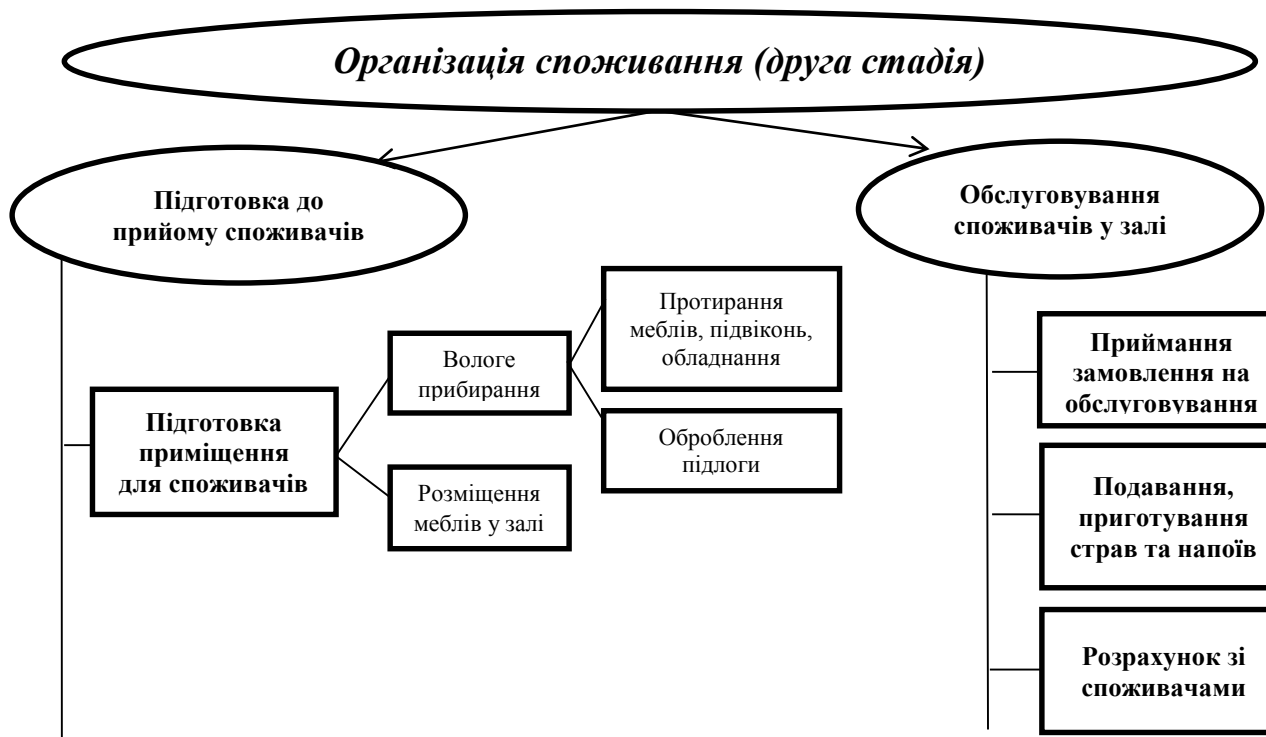 Організація споживання (друга стадія)
Підготовка до
прийому споживачів
Обслуговування
споживачів у залі
Протирання
меблів, підвіконь,
обладнання
Вологе
прибирання
Підготовка
приміщення
для споживачів
Оброблення
підлоги
Розміщення
меблів у залі
Приймання
замовлення на
обслуговування
Подавання,
приготування
страв та напоїв
Розрахунок зі
споживачами